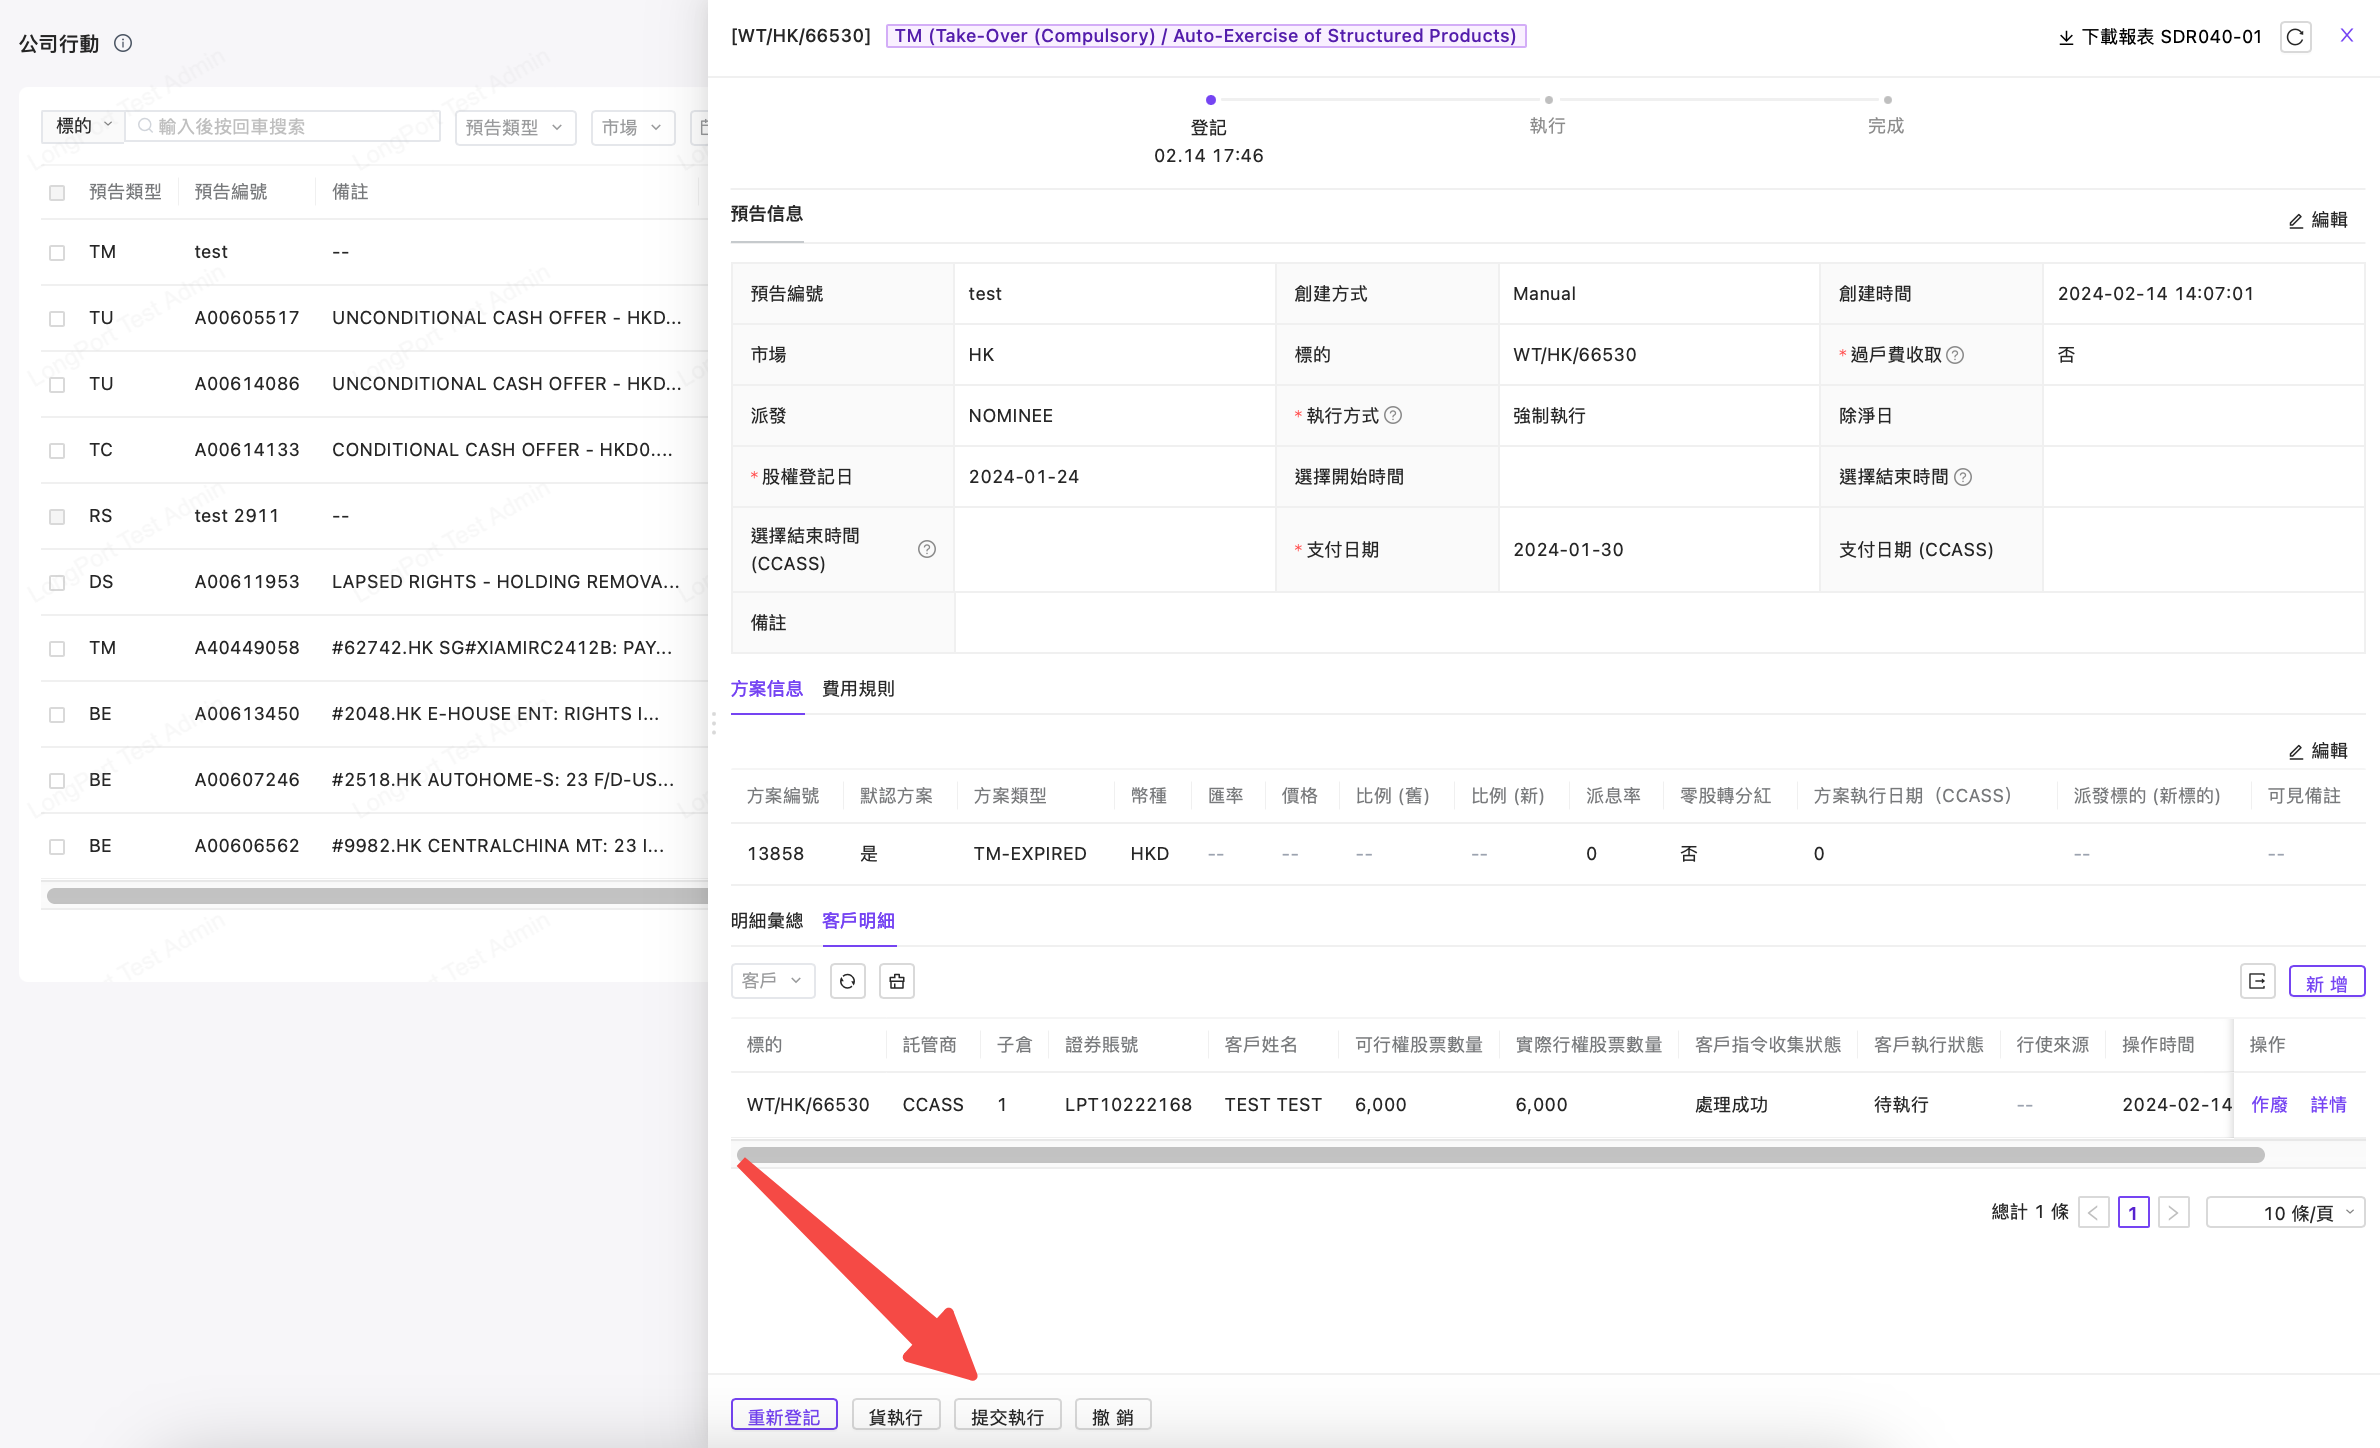 公司行動
標的 輸入後按回車搜索 預告類型 市場
預告類型 預告編號 備註
TM test --
TU A00605517 UNCONDITIONAL CASH OFFER - HKD...
TU A00614086 UNCONDITIONAL CASH OFFER - HKD...
TC A00614133 CONDITIONAL CASH OFFER - HKD0....
RS test 2911 --
DS A00611953 LAPSED RIGHTS - HOLDING REMOVA...
TM A40449058 #62742.HK SG#XIAMIRC2412B: PAY...
BE A00613450 #2048.HK E-HOUSE ENT: RIGHTS I...
BE A00607246 #2518.HK AUTOHOME-S: 23 F/D-US...
BE A00606562 #9982.HK CENTRALCHINA MT: 23 I...
LongPort Test Admin
[WT/HK/66530] TM (Take-Over (Compulsory) / Auto-Exercise of Structured Products) 下載報表 SDR040-01
登記 執行 完成
02.14 17:46
預告信息 編輯
預告編號 test 創建方式 Manual 創建時間 2024-02-14 14:07:01
市場 HK 標的 WT/HK/66530 *過戶費收取 否
派發 NOMINEE *執行方式 強制執行 除淨日
*股權登記日 2024-01-24 選擇開始時間 選擇結束時間
選擇結束時間 (CCASS) *支付日期 2024-01-30 支付日期 (CCASS)
備註
方案信息 費用規則
編輯
方案編號 默認方案 方案類型 幣種 匯率 價格 比例 (舊) 比例 (新) 派息率 零股轉分紅 方案執行日期（CCASS） 派發標的 (新標的) 可見備註
13858 是 TM-EXPIRED HKD -- -- -- -- 0 否 0 -- --
明細彙總 客戶明細
客戶 新 增
標的 託管商 子倉 證券賬號 客戶姓名 可行權股票數量 實際行權股票數量 客戶指令收集狀態 客戶執行狀態 行使來源 操作時間 操作
WT/HK/66530 CCASS 1 LPT10222168 TEST TEST 6,000 6,000 處理成功 待執行 -- 2024-02-14 作廢 詳情
總計 1 條 1 10 條/頁
重新登記 貨執行 提交執行 撤 銷